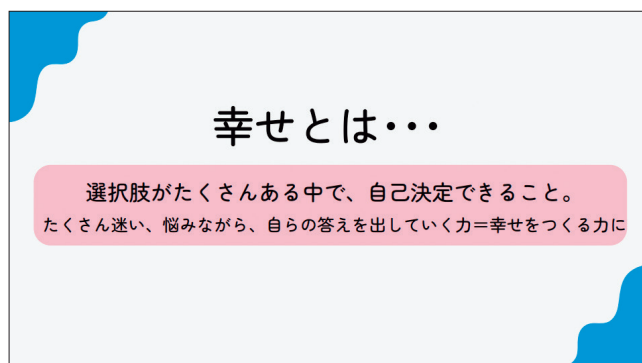 幸せとは・・・
選択肢がたくさんある中で、自己決定できること。
たくさん迷い、悩みながら、自らの答えを出していく力＝幸せをつくる力に